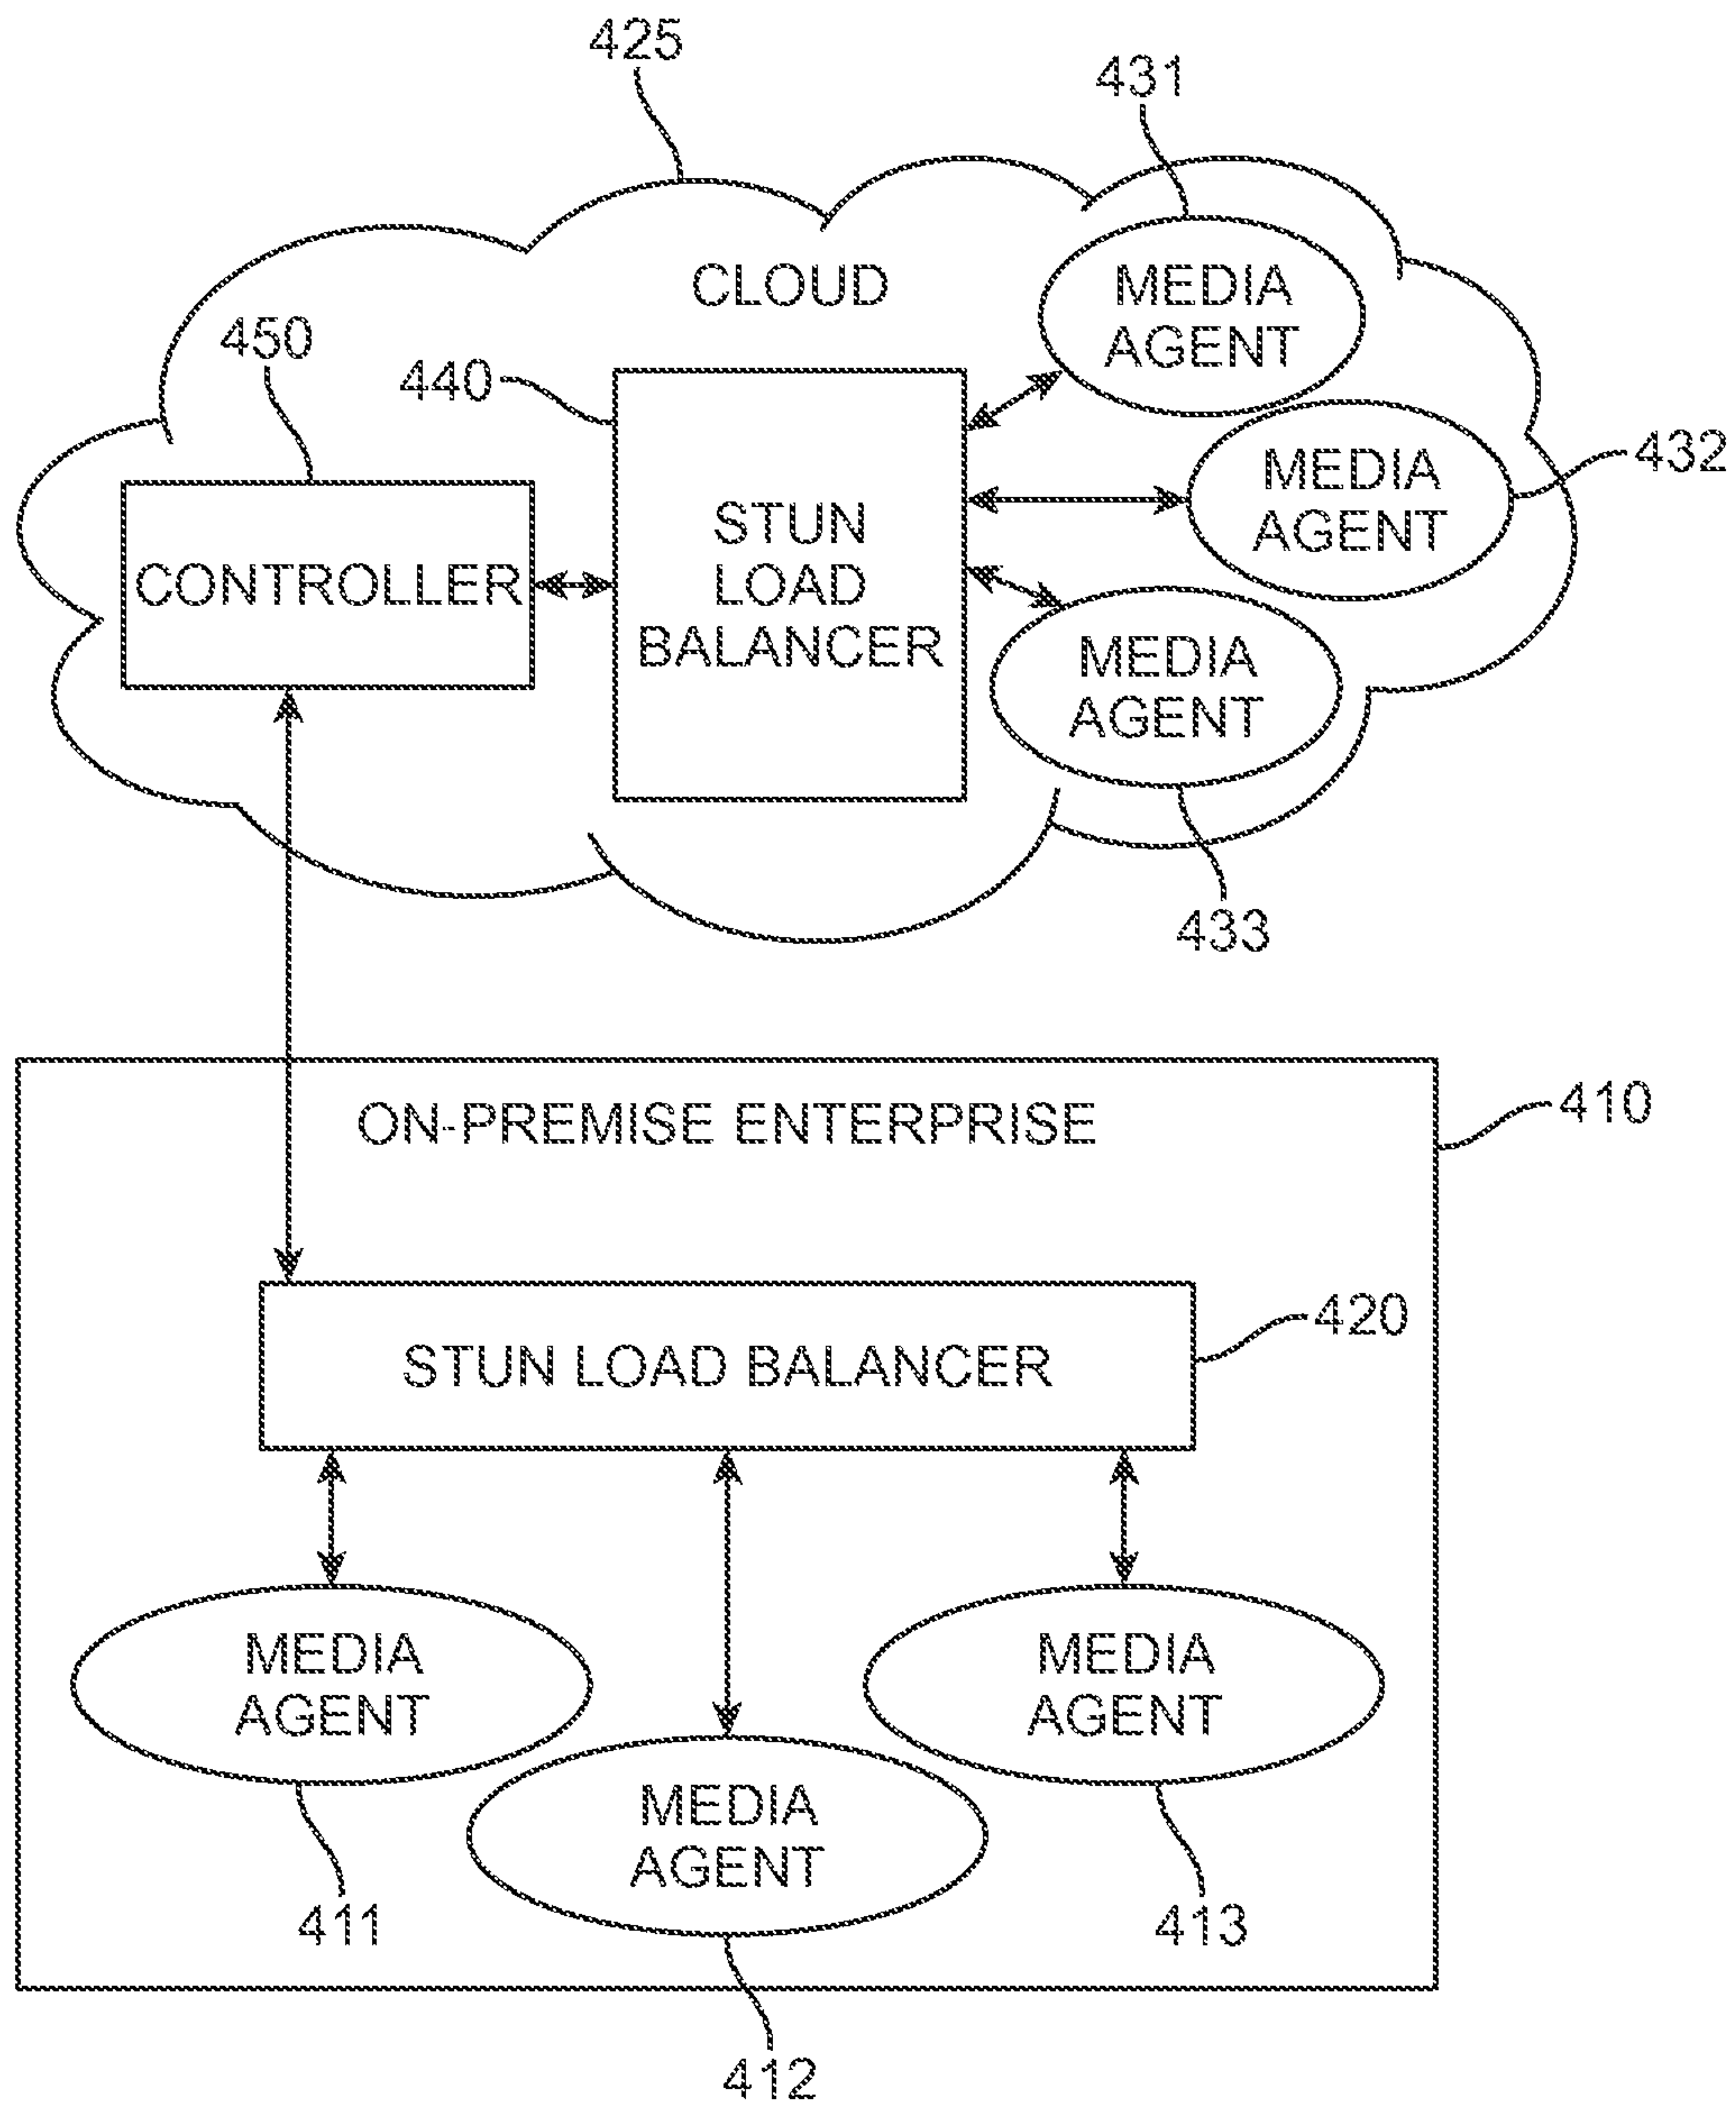 425
431
CLOUD
MEDIA
AGENT
450
440
432
MEDIA
AGENT
CONTROLLER
STUN
LOAD
BALANCER
MEDIA
AGENT
433
410
ON-PREMISE ENTERPRISE
420
STUN LOAD BALANCER
MEDIA
AGENT
MEDIA
AGENT
MEDIA
AGENT
411
413
412